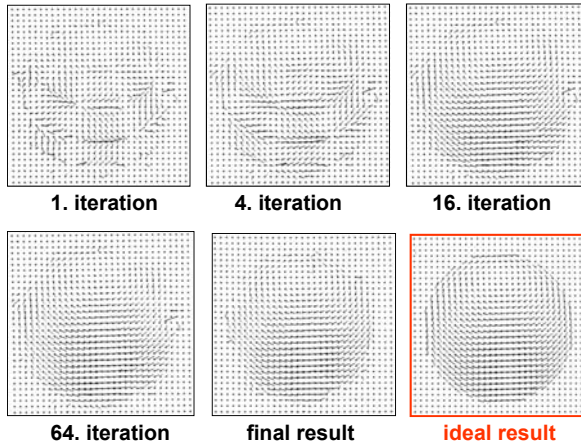 1. iteration
4. iteration
16. iteration
64. iteration
final result
ideal result